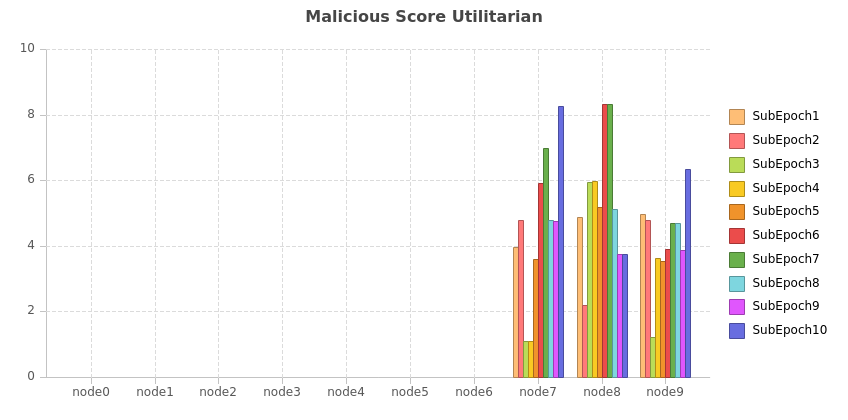 Malicious Score Utilitarian
10
8
6
4
2
0
node0 node1 node2 node3 node4 node5 node6 node7 node8 node9
SubEpoch1
SubEpoch2
SubEpoch3
SubEpoch4
SubEpoch5
SubEpoch6
SubEpoch7
SubEpoch8
SubEpoch9
SubEpoch10